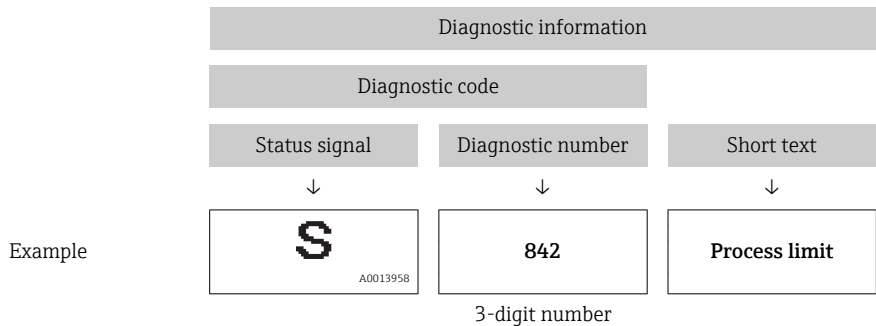 Diagnostic information
Diagnostic code
Status signal Diagnostic number Short text
↓ ↓ ↓
Example S 842 Process limit
A0013958
3-digit number